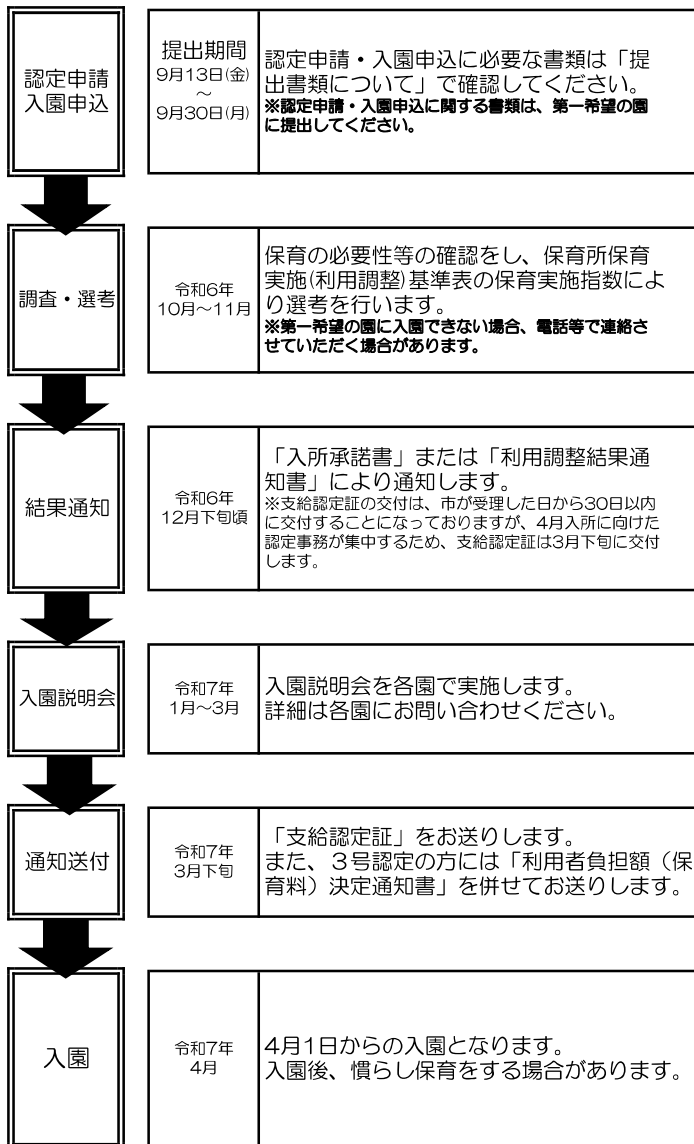 認定申請
入園申込
提出期間
9月13日(金)
～
9月30日(月)
認定申請・入園申込に必要な書類は「提
出書類について」で確認してください。
※認定申請・入園申込に関する書類は、第一希望の園
に提出してください。
調査・選考
令和6年
10月～11月
保育の必要性等の確認をし、保育所保育
実施(利用調整)基準表の保育実施指数によ
り選考を行います。
※第一希望の園に入園できない場合、電話等で連絡さ
せていただく場合があります。
結果通知
令和6年
12月下旬頃
「入所承諾書」または「利用調整結果通
知書」により通知します。
※支給認定証の交付は、市が受理した日から30日以内
に交付することになっておりますが、4月入所に向けた
認定事務が集中するため、支給認定証は3月下旬に交付
します。
入園説明会
令和7年
1月～3月
入園説明会を各園で実施します。
詳細は各園にお問い合わせください。
通知送付
令和7年
3月下旬
「支給認定証」をお送りします。
また、３号認定の方には「利用者負担額（保
育料）決定通知書」を併せてお送りします。
入園
令和7年
4月
4月1日からの入園となります。
入園後、慣らし保育をする場合があります。